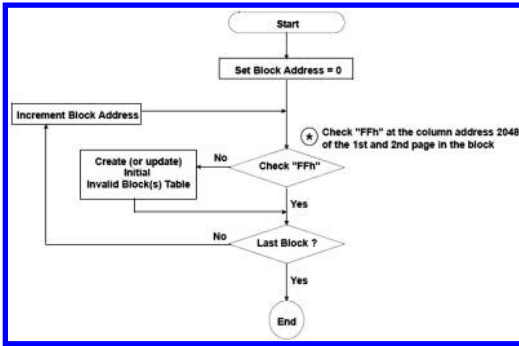 Start
Set Block Address = 0
Increment Block Address
* Check "FFh" at the column address 2048
of the 1st and 2nd page in the block
Create (or update)
Initial
Invalid Block(s) Table
No
Check "FFh"
Yes
No
Last Block ?
Yes
End